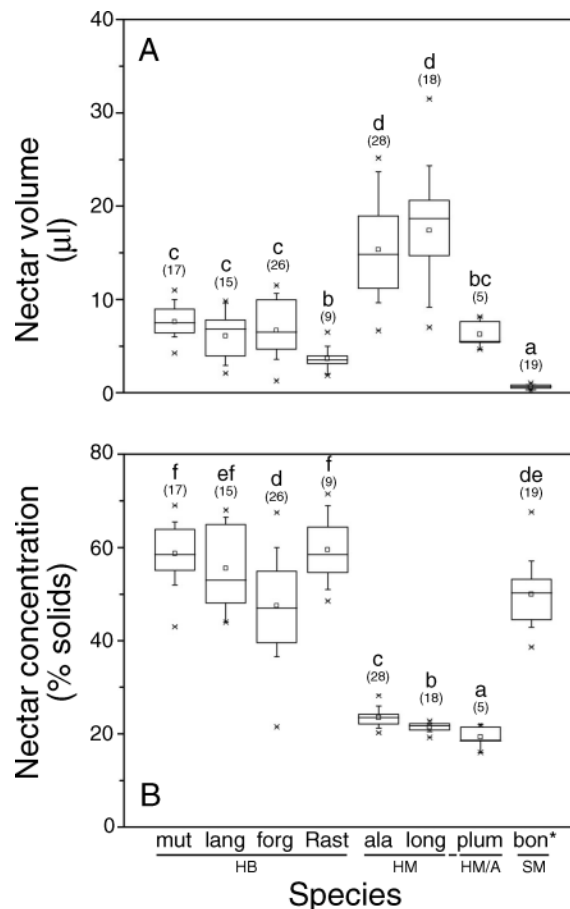 A
40
30
20
10
0
Nectar volume
(µl)
c
(17)
c
(15)
c
(26)
b
(9)
d
(28)
d
(18)
bc
(5)
a
(19)
B
80
60
40
20
0
Nectar concentration
(% solids)
f
(17)
ef
(15)
d
(26)
f
(9)
c
(28)
b
(18)
a
(5)
de
(19)
mut lang forg Rast ala long plum bon*
HB HM HM/A SM
Species